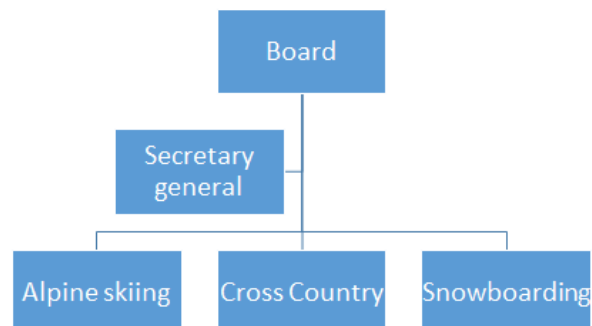 Board
Secretary
general
Alpine skiing
Cross Country
Snowboarding